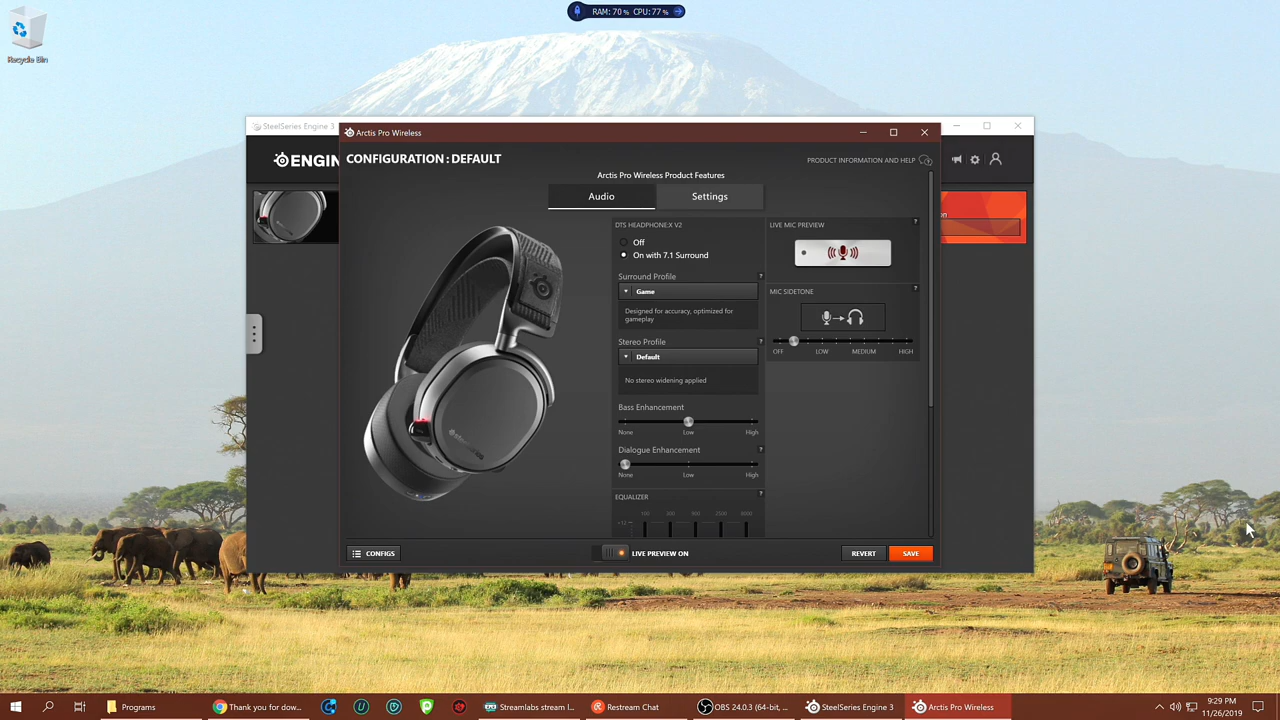 RAM: 70 % CPU: 77 %
Recycle Bin
SteelSeries Engine 3
Arctis Pro Wireless
ENGIN
CONFIGURATION : DEFAULT
PRODUCT INFORMATION AND HELP
Arctis Pro Wireless Product Features
Audio
Settings
on
DTS HEADPHONE:X V2
Off
On with 7.1 Surround
Surround Profile
?
Game
Designed for accuracy, optimized for
gameplay
Stereo Profile
?
Default
No stereo widening applied
Bass Enhancement
None Low High
Dialogue Enhancement
?
None Low High
EQUALIZER
?
+12
LIVE MIC PREVIEW
?
MIC SIDETONE
?
OFF LOW MEDIUM HIGH
CONFIGS
LIVE PREVIEW ON
REVERT
SAVE
Programs
Thank you for dow...
Streamlabs stream l...
Restream Chat
OBS 24.0.3 (64-bit, ...
SteelSeries Engine 3
Arctis Pro Wireless
9:29 PM
11/26/2019